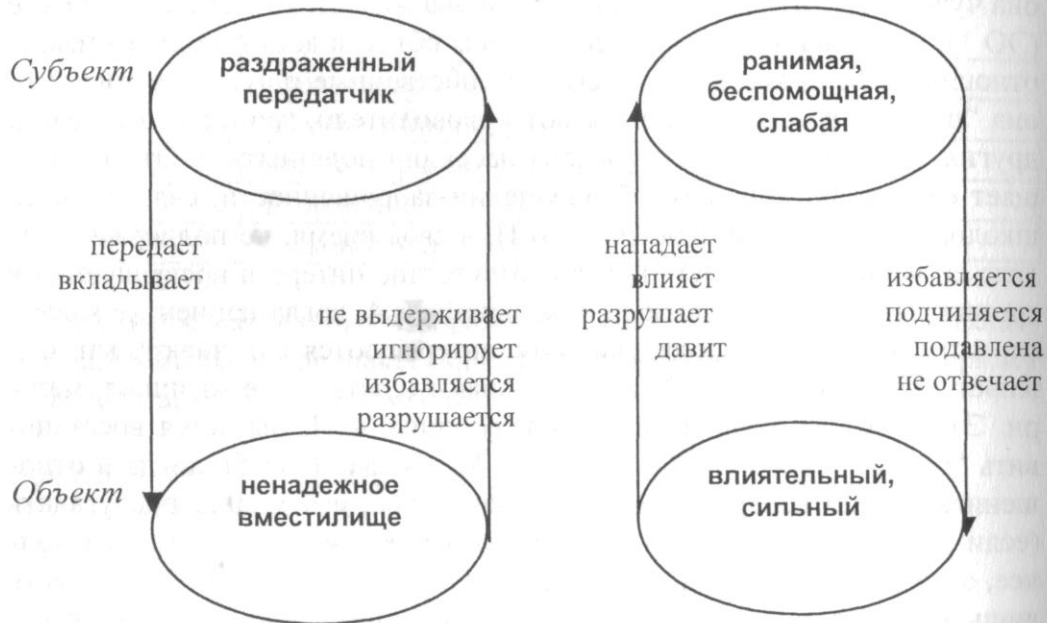 Субъект
раздраженный
передатчик
ранимая,
беспомощная,
слабая
передает
вкладывает
не выдерживает
игнорирует
избавляется
разрушается
нападает
влияет
разрушает
давит
избавляется
подчиняется
подавлена
не отвечает
Объект
ненадежное
вместилище
влиятельный,
сильный